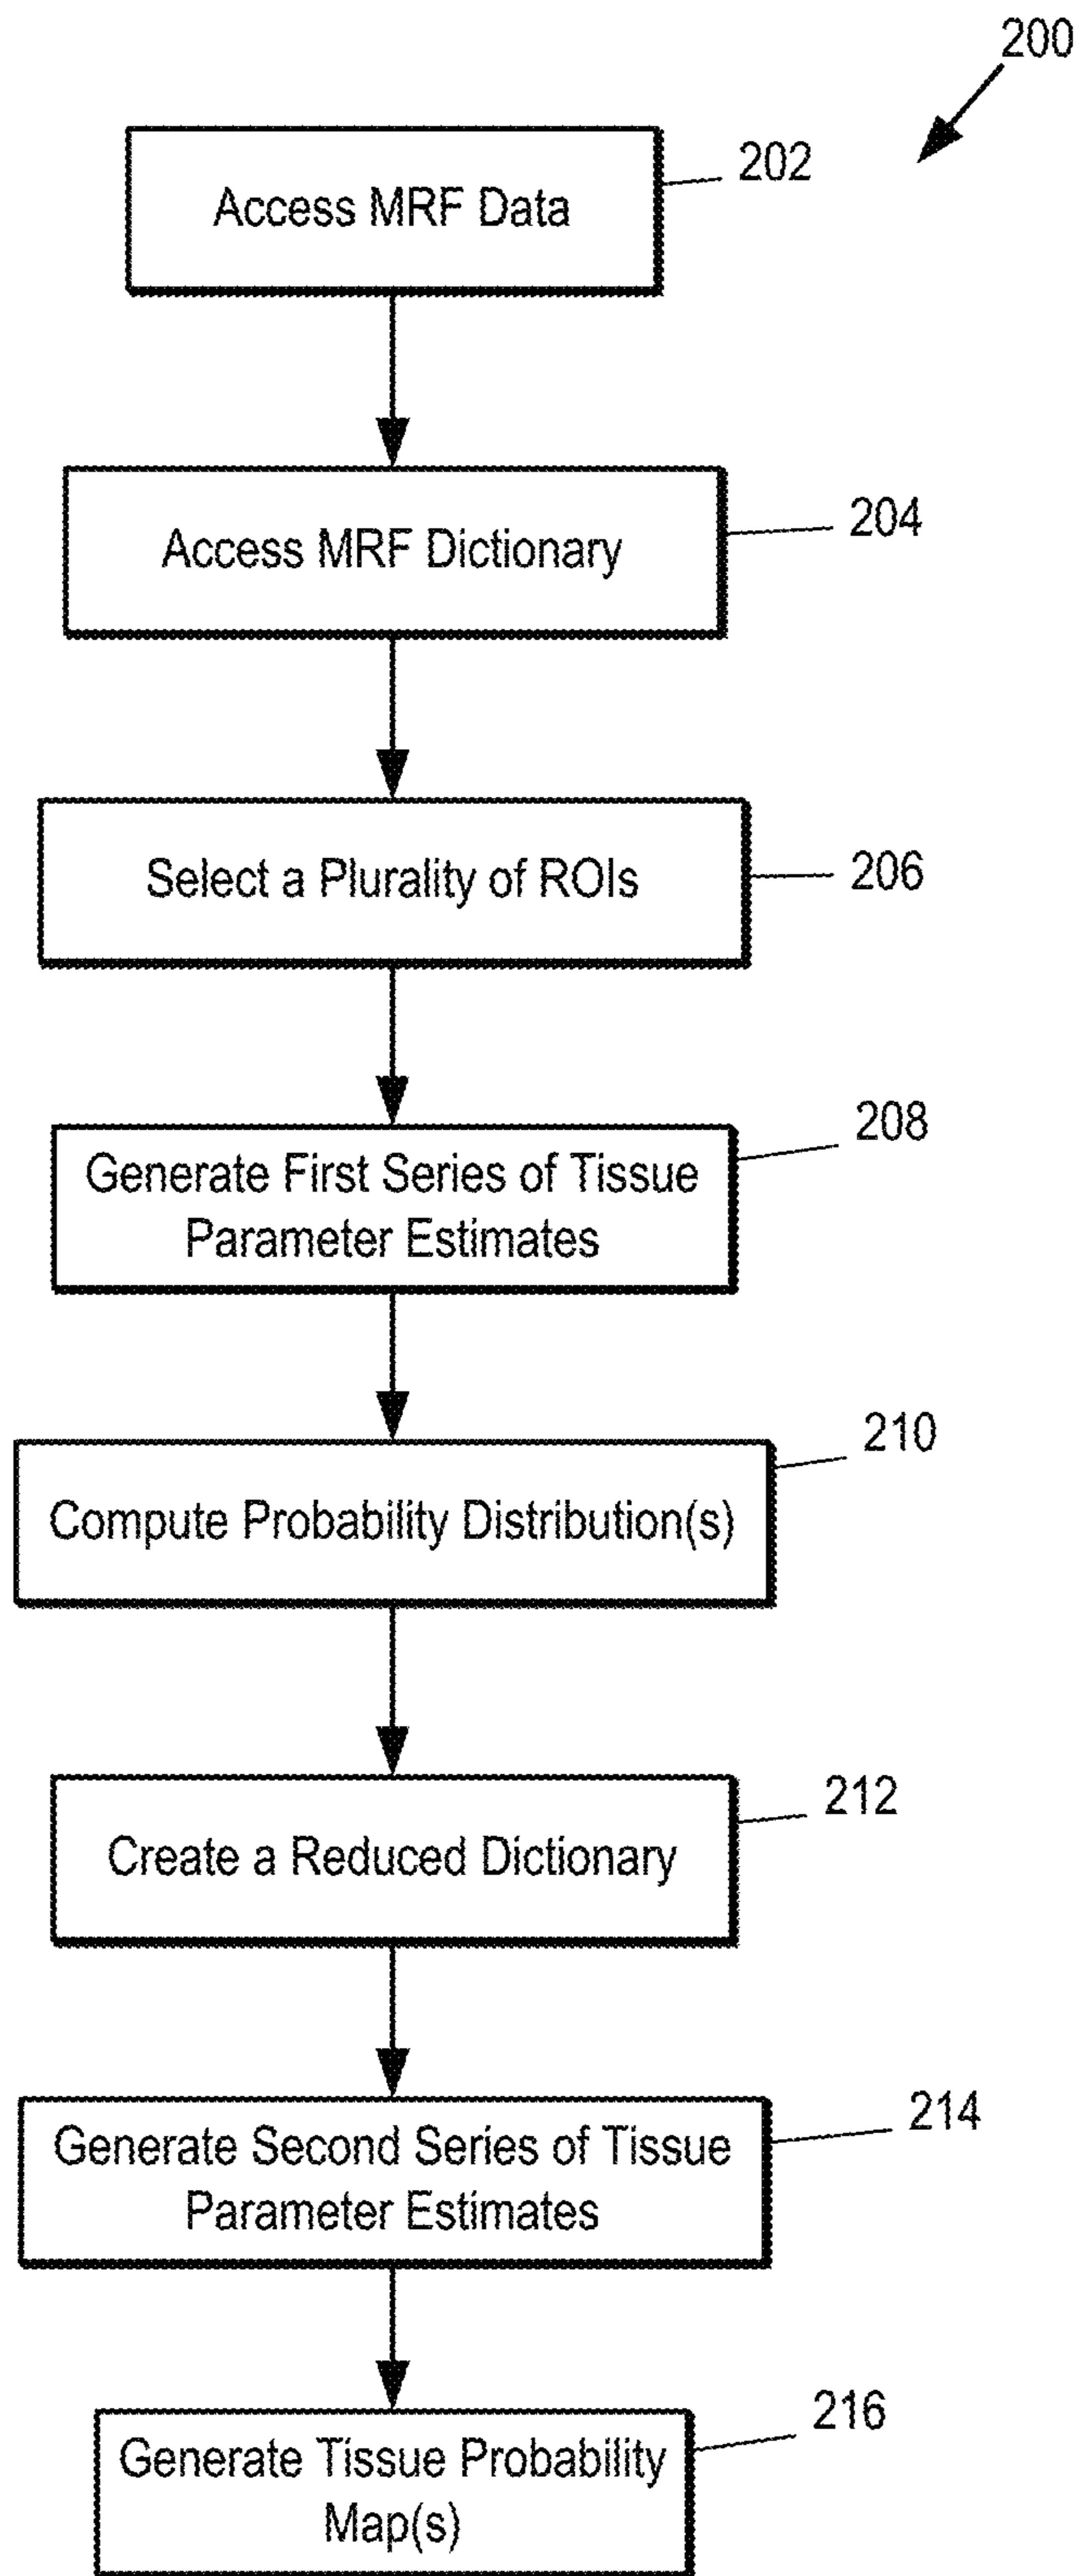 200
202
Access MRF Data
204
Access MRF Dictionary
206
Select a Plurality of ROIs
208
Generate First Series of Tissue
Parameter Estimates
210
Compute Probability Distribution(s)
212
Create a Reduced Dictionary
214
Generate Second Series of Tissue
Parameter Estimates
216
Generate Tissue Probability
Map(s)